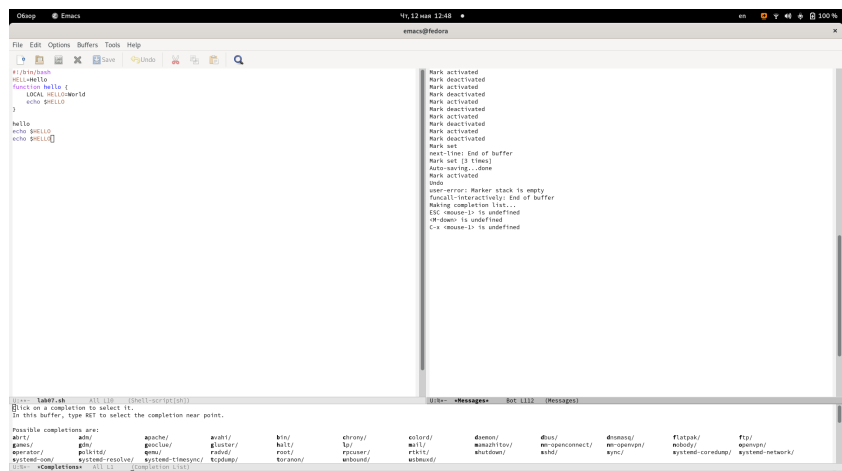 Обзор Emacs Чт, 12 мая 12:48 en 100 %
emacs@fedora
File Edit Options Buffers Tools Help
Save Undo
#!/bin/bash
HELL=Hello
function hello {
LOCAL HELLO=World
echo $HELLO
}
hello
echo $HELLO
echo $HELLO
Mark activated
Mark deactivated
Mark activated
Mark deactivated
Mark activated
Mark deactivated
Mark activated
Mark deactivated
Mark activated
Mark deactivated
Mark set
next-line: End of buffer
Mark set [3 times]
Auto-saving...done
Mark activated
Undo
user-error: Marker stack is empty
funcall-interactively: End of buffer
Making completion list...
ESC <mouse-1> is undefined
<M-down> is undefined
C-x <mouse-1> is undefined
U:**- lab07.sh All L10 (Shell-script[sh])
U:%*- *Messages* Bot L112 (Messages)
Click on a completion to select it.
In this buffer, type RET to select the completion near point.
Possible completions are:
abrt/ adm/ apache/ avahi/ bin/ chrony/ colord/ daemon/ dbus/ dnsmasq/ flatpak/ ftp/
games/ gdm/ geoclue/ gluster/ halt/ lp/ mail/ mamazhitov/ nm-openconnect/ nm-openvpn/ nobody/ openvpn/
operator/ polkitd/ qemu/ radvd/ root/ rpcuser/ rtkit/ shutdown/ sshd/ sync/ systemd-coredump/ systemd-network/
systemd-oom/ systemd-resolve/ systemd-timesync/ tcpdump/ toranon/ unbound/ usbmuxd/
U:%*- *Completions* All L1 (Completion List)